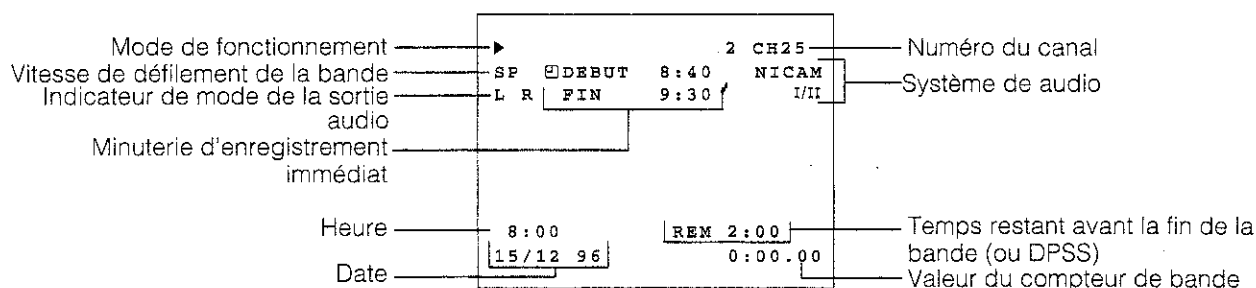 Mode de fonctionnement
Vitesse de défilement de la bande
Indicateur de mode de la sortie
audio
Minuterie d'enregistrement
immédiat
Heure
Date
2 CH25
SP DEBUT 8:40 NICAM
L R FIN 9:30 I/II
8:00 REM 2:00
15/12 96 0:00.00
Numéro du canal
Système de audio
Temps restant avant la fin de la
bande (ou DPSS)
Valeur du compteur de bande